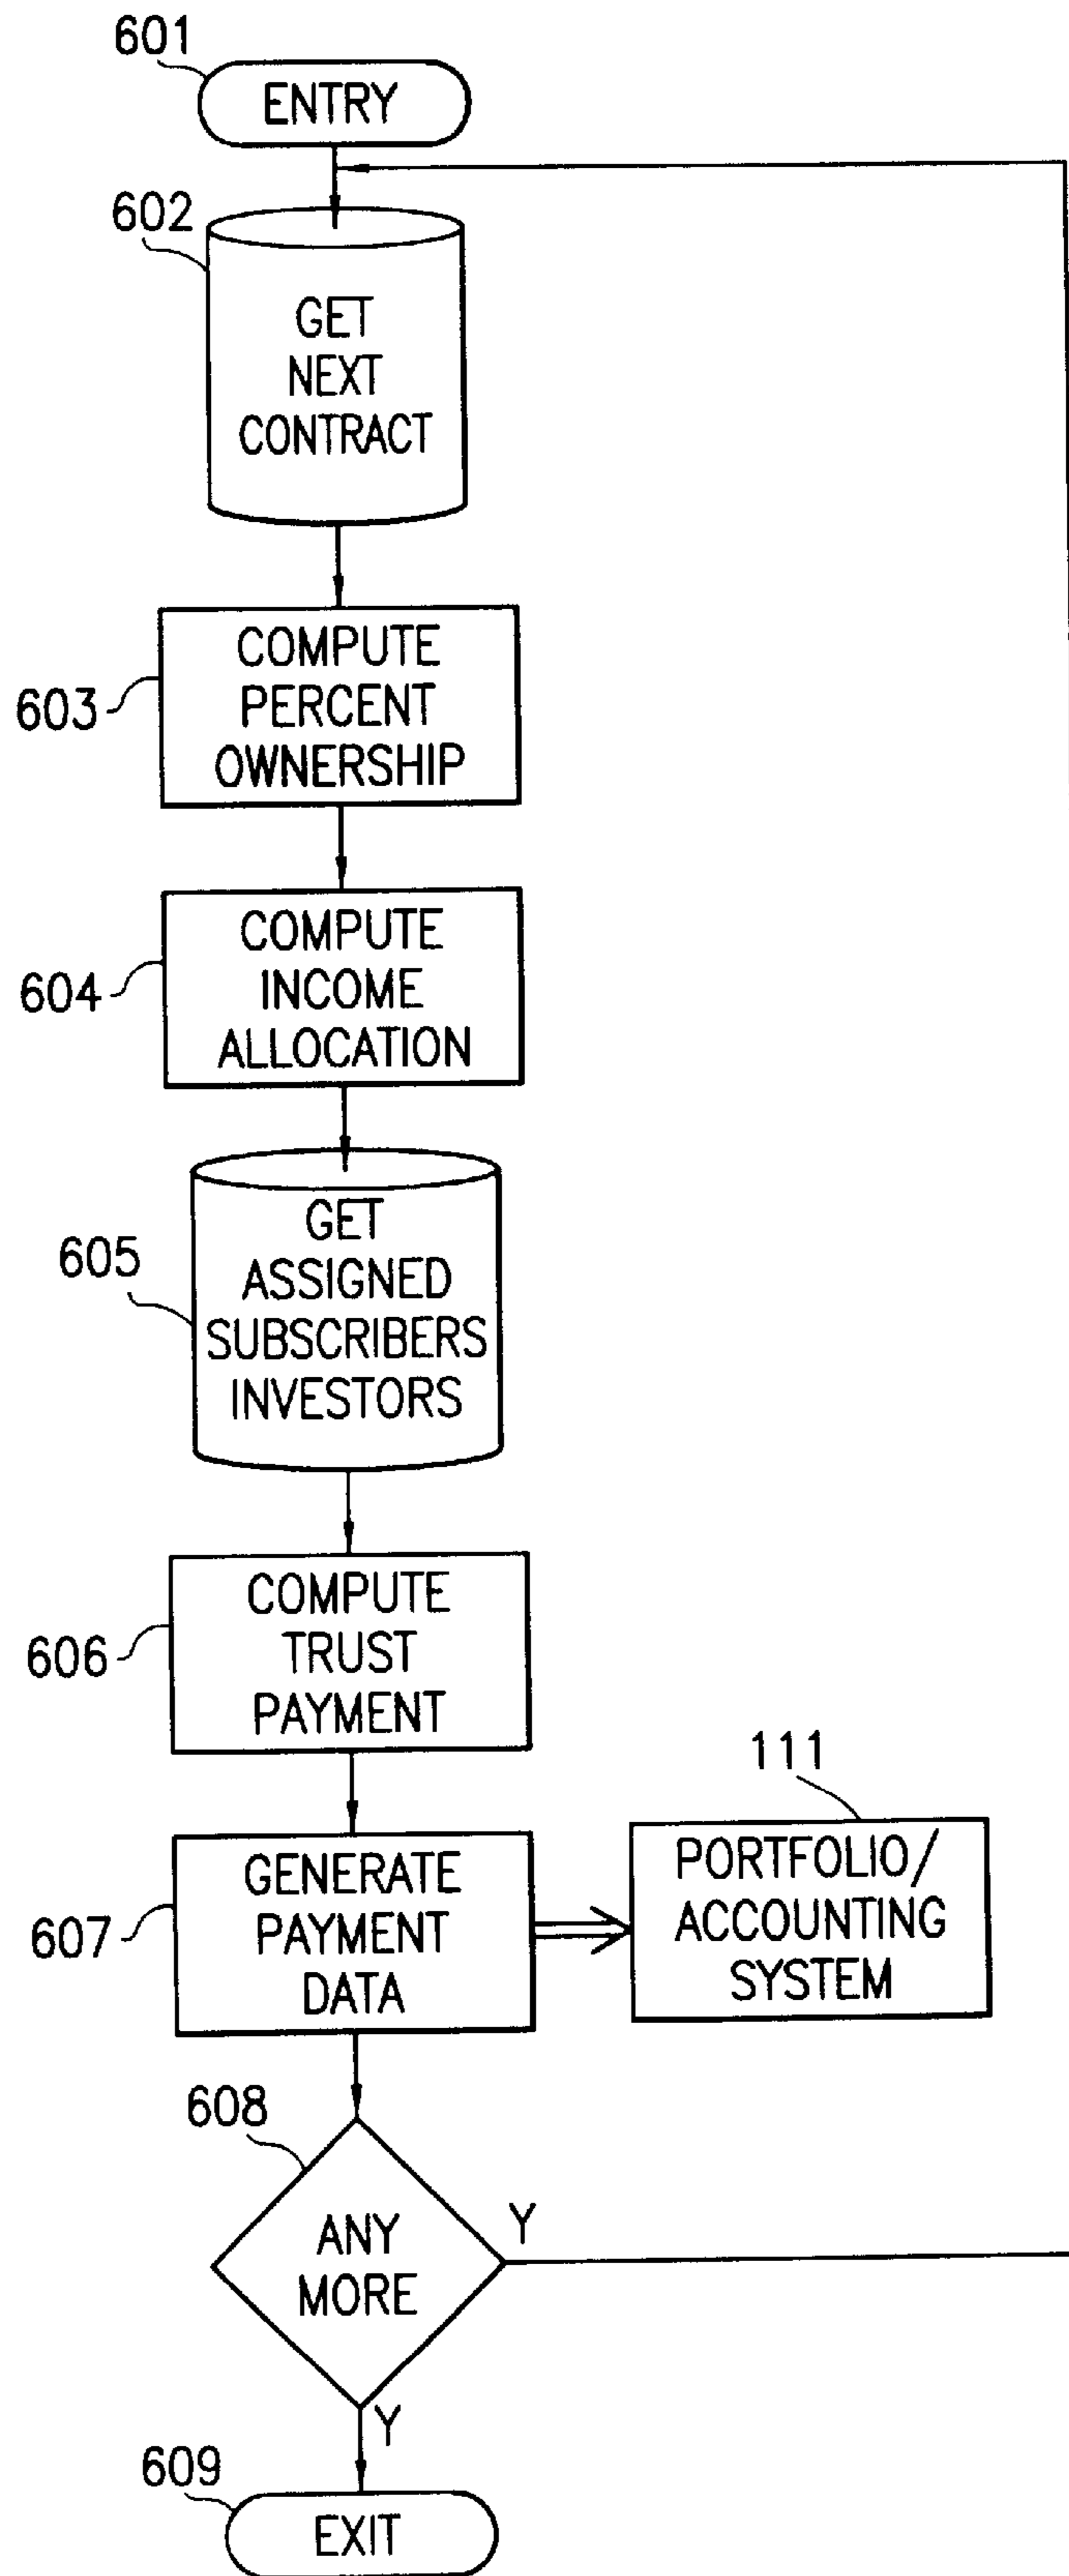 601
ENTRY
602
GET
NEXT
CONTRACT
603
COMPUTE
PERCENT
OWNERSHIP
604
COMPUTE
INCOME
ALLOCATION
605
GET
ASSIGNED
SUBSCRIBERS
INVESTORS
606
COMPUTE
TRUST
PAYMENT
607
GENERATE
PAYMENT
DATA
111
PORTFOLIO/
ACCOUNTING
SYSTEM
608
ANY
MORE
Y
Y
609
EXIT